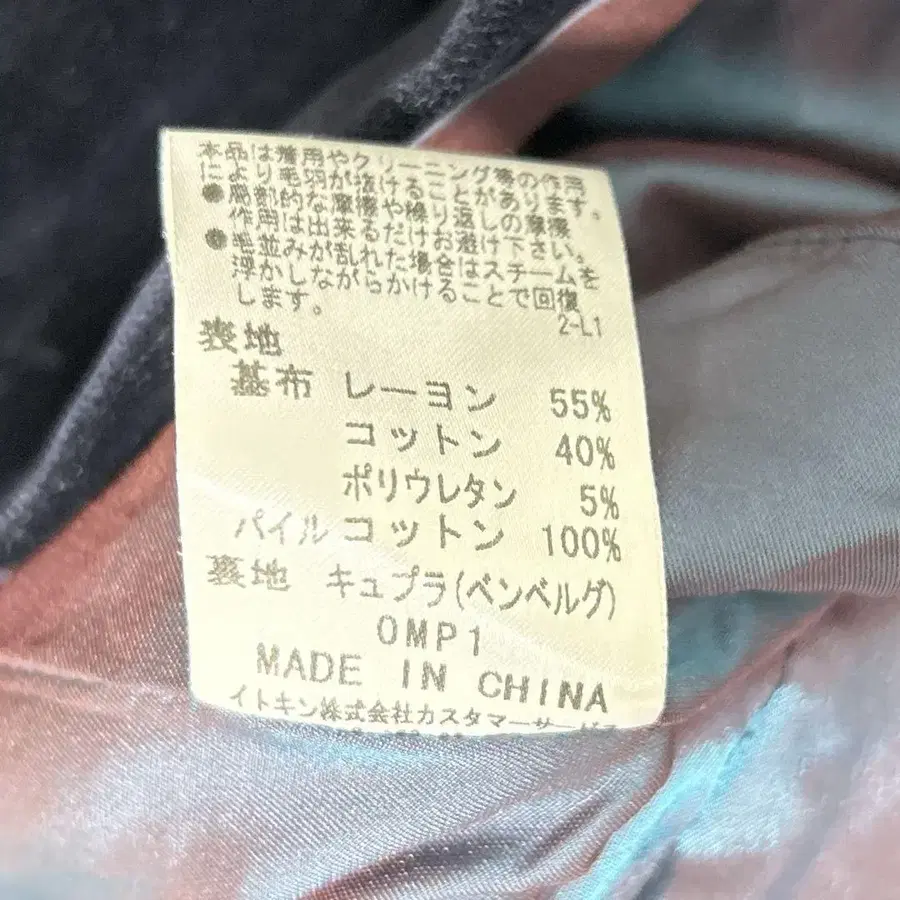 本品は着用やクリーニング等の作用
により毛羽が抜けることがあります。
●局部的な摩擦や繰り返しの摩擦
作用は出来るだけお避け下さい。
●毛並みが乱れた場合はスチームを
浮かしながらかけることで回復
します。
2-L1
表地
基布 レーヨン 55%
コットン 40%
ポリウレタン 5%
パイル コットン 100%
裏地 キュプラ(ベンベルグ)
OMP1
MADE IN CHINA
イトキン株式会社カスタマーサービス